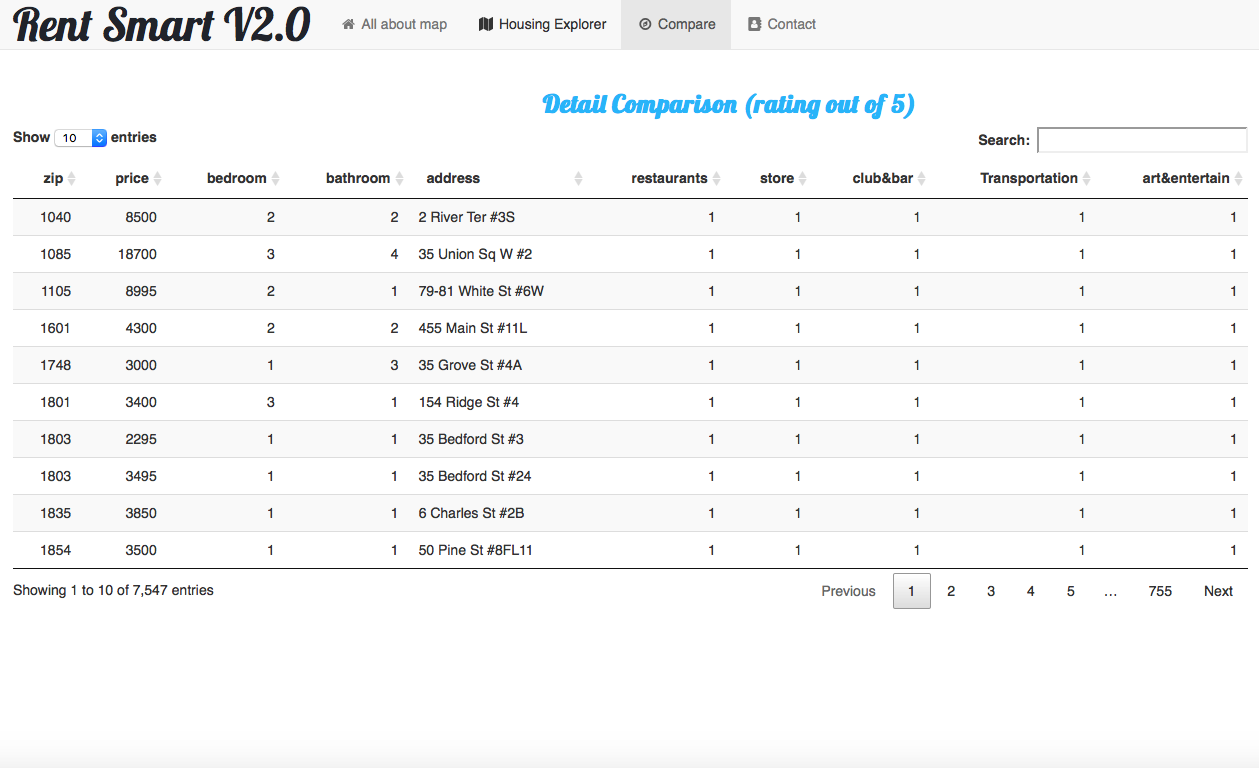 Rent Smart V2.0 All about map Housing Explorer Compare Contact
Detail Comparison (rating out of 5)
Show 10 entries Search:
zip price bedroom bathroom address restaurants store club&bar Transportation art&entertain
1040 8500 2 2 2 River Ter #3S 1 1 1 1 1
1085 18700 3 4 35 Union Sq W #2 1 1 1 1 1
1105 8995 2 1 79-81 White St #6W 1 1 1 1 1
1601 4300 2 2 455 Main St #11L 1 1 1 1 1
1748 3000 1 3 35 Grove St #4A 1 1 1 1 1
1801 3400 3 1 154 Ridge St #4 1 1 1 1 1
1803 2295 1 1 35 Bedford St #3 1 1 1 1 1
1803 3495 1 1 35 Bedford St #24 1 1 1 1 1
1835 3850 1 1 6 Charles St #2B 1 1 1 1 1
1854 3500 1 1 50 Pine St #8FL11 1 1 1 1 1
Showing 1 to 10 of 7,547 entries Previous 1 2 3 4 5 … 755 Next